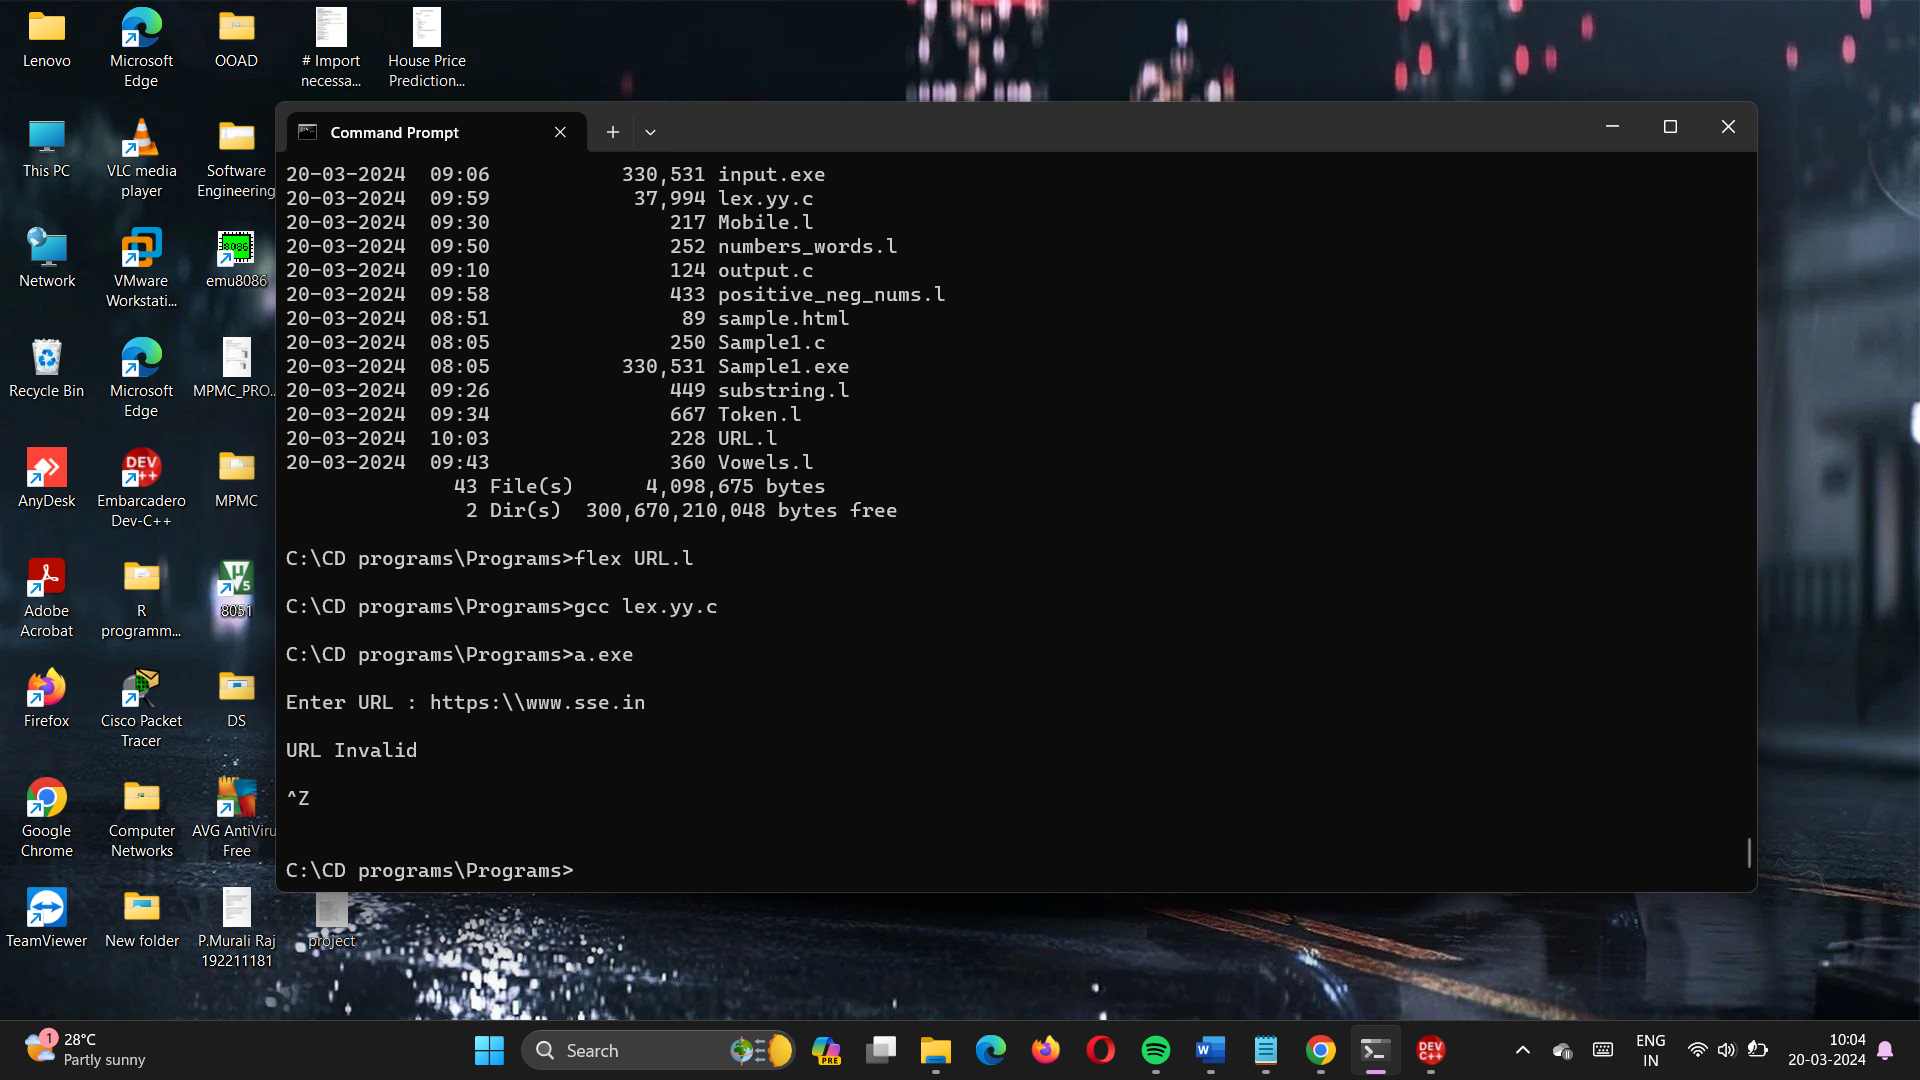 Lenovo
Microsoft
Edge
OOAD
# Import
necessa...
House Price
Prediction...
This PC
VLC media
player
Software
Engineering
Network
VMware
Workstati...
8086
emu8086
Recycle Bin
Microsoft
Edge
MPMC_PRO...
AnyDesk
DEV
C++
Embarcadero
Dev-C++
MPMC
Adobe
Acrobat
R
programm...
8051
Firefox
Cisco Packet
Tracer
DS
Google
Chrome
Computer
Networks
AVG AntiViru
Free
TeamViewer
New folder
P.Murali Raj
192211181
project
Command Prompt
20-03-2024  09:06           330,531 input.exe
20-03-2024  09:59            37,994 lex.yy.c
20-03-2024  09:30               217 Mobile.l
20-03-2024  09:50               252 numbers_words.l
20-03-2024  09:10               124 output.c
20-03-2024  09:58               433 positive_neg_nums.l
20-03-2024  08:51                89 sample.html
20-03-2024  08:05               250 Sample1.c
20-03-2024  08:05           330,531 Sample1.exe
20-03-2024  09:26               449 substring.l
20-03-2024  09:34               667 Token.l
20-03-2024  10:03               228 URL.l
20-03-2024  09:43               360 Vowels.l
43 File(s)      4,098,675 bytes
2 Dir(s)  300,670,210,048 bytes free
C:\CD programs\Programs>flex URL.l
C:\CD programs\Programs>gcc lex.yy.c
C:\CD programs\Programs>a.exe
Enter URL : https:\\www.sse.in
URL Invalid
^Z
C:\CD programs\Programs>
1
28°C
Partly sunny
Search
PRE
W
DEV
C++
ENG
IN
10:04
20-03-2024